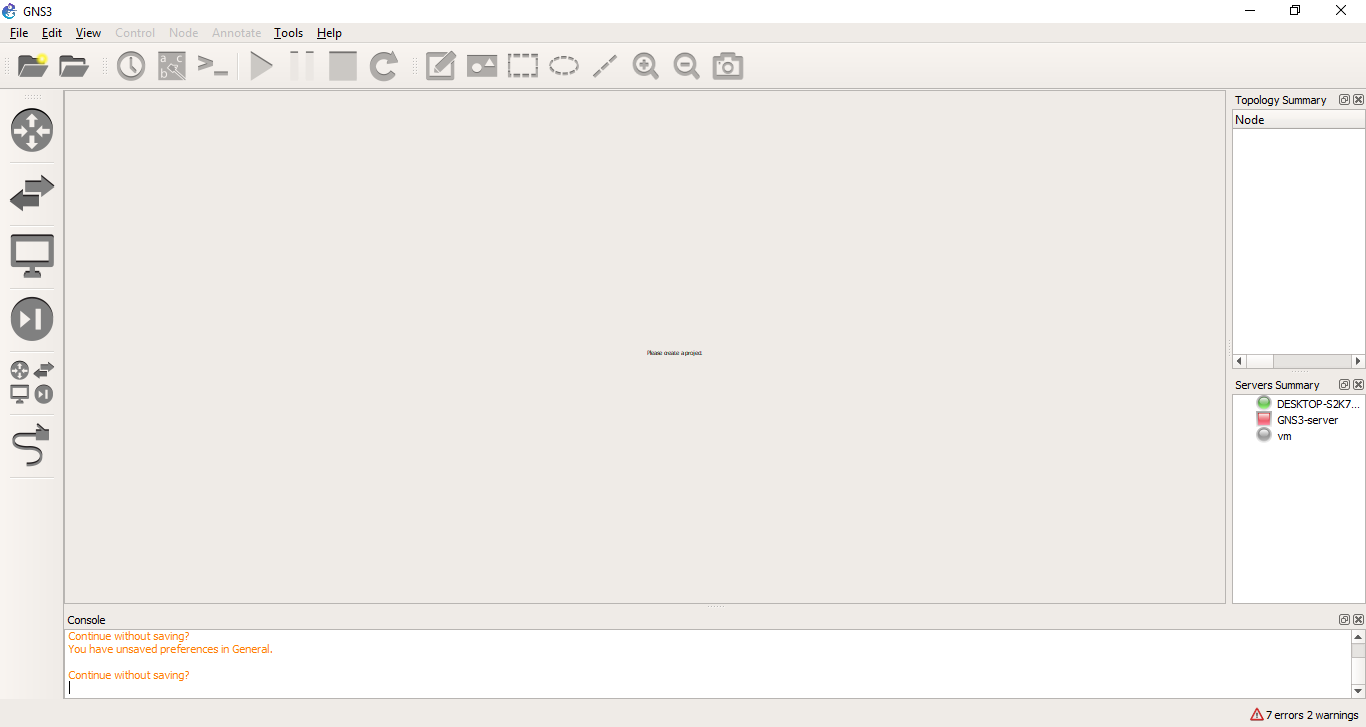 GNS3
File Edit View Control Node Annotate Tools Help
Topology Summary
Node
Please create a project
Servers Summary
DESKTOP-S2K7...
GNS3-server
vm
Console
Continue without saving?
You have unsaved preferences in General.
Continue without saving?
7 errors 2 warnings